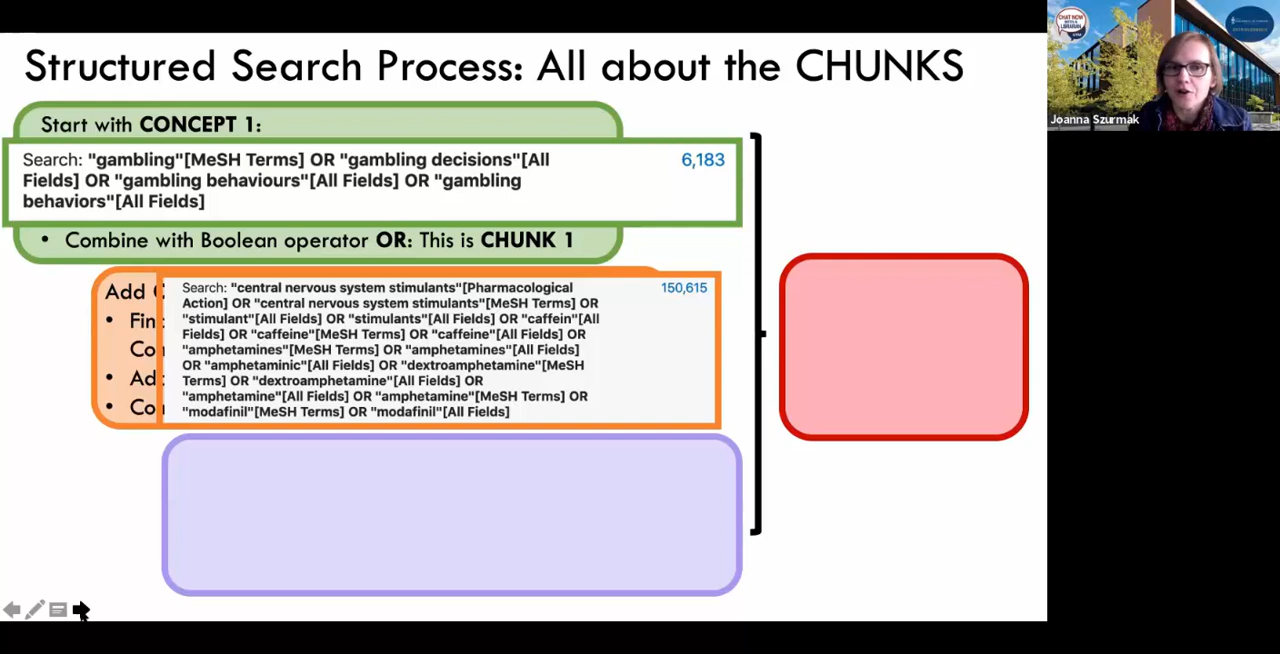 Structured Search Process: All about the CHUNKS
Start with CONCEPT 1:
Search: "gambling"[MeSH Terms] OR "gambling decisions"[All 6,183
Fields] OR "gambling behaviours"[All Fields] OR "gambling
behaviors"[All Fields]
• Combine with Boolean operator OR: This is CHUNK 1
Add
Search: "central nervous system stimulants"[Pharmacological 150,615
Action] OR "central nervous system stimulants"[MeSH Terms] OR
"stimulant"[All Fields] OR "stimulants"[All Fields] OR "caffein"[All
Fields] OR "caffeine"[MeSH Terms] OR "caffeine"[All Fields] OR
"amphetamines"[MeSH Terms] OR "amphetamines"[All Fields]
OR "amphetaminic"[All Fields] OR "dextroamphetamine"[MeSH
Terms] OR "dextroamphetamine"[All Fields] OR
"amphetamine"[All Fields] OR "amphetamine"[MeSH Terms] OR
"modafinil"[MeSH Terms] OR "modafinil"[All Fields]
CHAT NOW
WITH A
LIBRARIAN
Joanna Szurmak